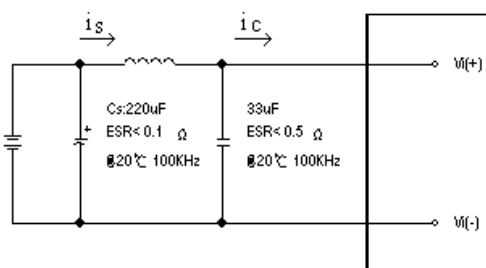 is
ic
Vi(+)
Cs:220uF
ESR< 0.1 Ω
@20℃ 100KHz
33uF
ESR< 0.5 Ω
@20℃ 100KHz
+
Vi(-)